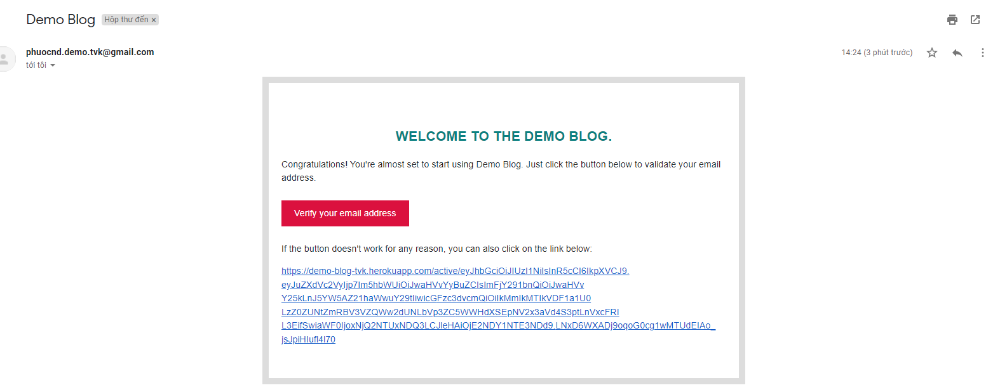 Demo Blog Hộp thư đến ×
phuocnd.demo.tvk@gmail.com 14:24 (3 phút trước)
tới tôi
WELCOME TO THE DEMO BLOG.
Congratulations! You're almost set to start using Demo Blog. Just click the button below to validate your email
address.
Verify your email address
If the button doesn't work for any reason, you can also click on the link below:
https://demo-blog-tvk.herokuapp.com/active/eyJhbGciOiJIUzI1NiIsInR5cCI6IkpXVCJ9.
eyJuZXdVc2VyIjp7Im5hbWUiOiJwaHVvYyBuZCIsImFjY291bnQiOiJwaHVv
Y25kLnJ5YW5AZ21haWwuY29tIiwicGFzc3dvcmQiOiIkMmIkMTIkVDF1a1U0
LzZ0ZUNtZmRBV3VZQWw2dUNLbVp3ZC5WWHdXSEpNV2x3aVd4S3ptLnVxcFRI
L3EifSwiaWF0IjoxNjQ2NTUxNDQ3LCJleHAiOjE2NDY1NTE3NDd9.LNxD6WXADj9oqoG0cg1wMTUdEIAo_
jsJpiHIufl4I70